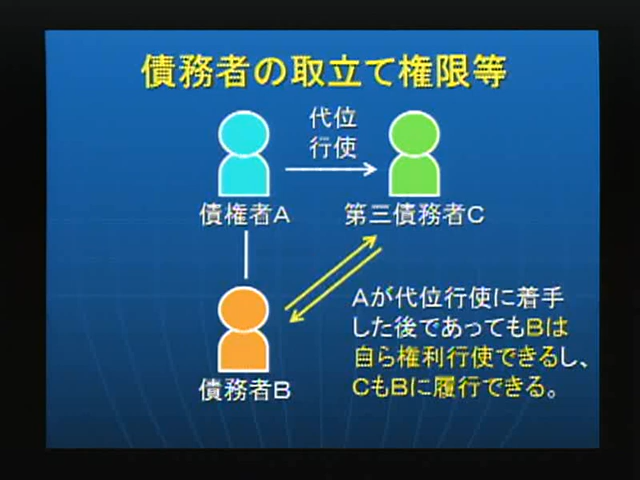 債務者の取立て権限等
代位
行使
債権者A
第三債務者C
債務者B
Aが代位行使に着手
した後であってもBは
自ら権利行使できるし、
CもBに履行できる。